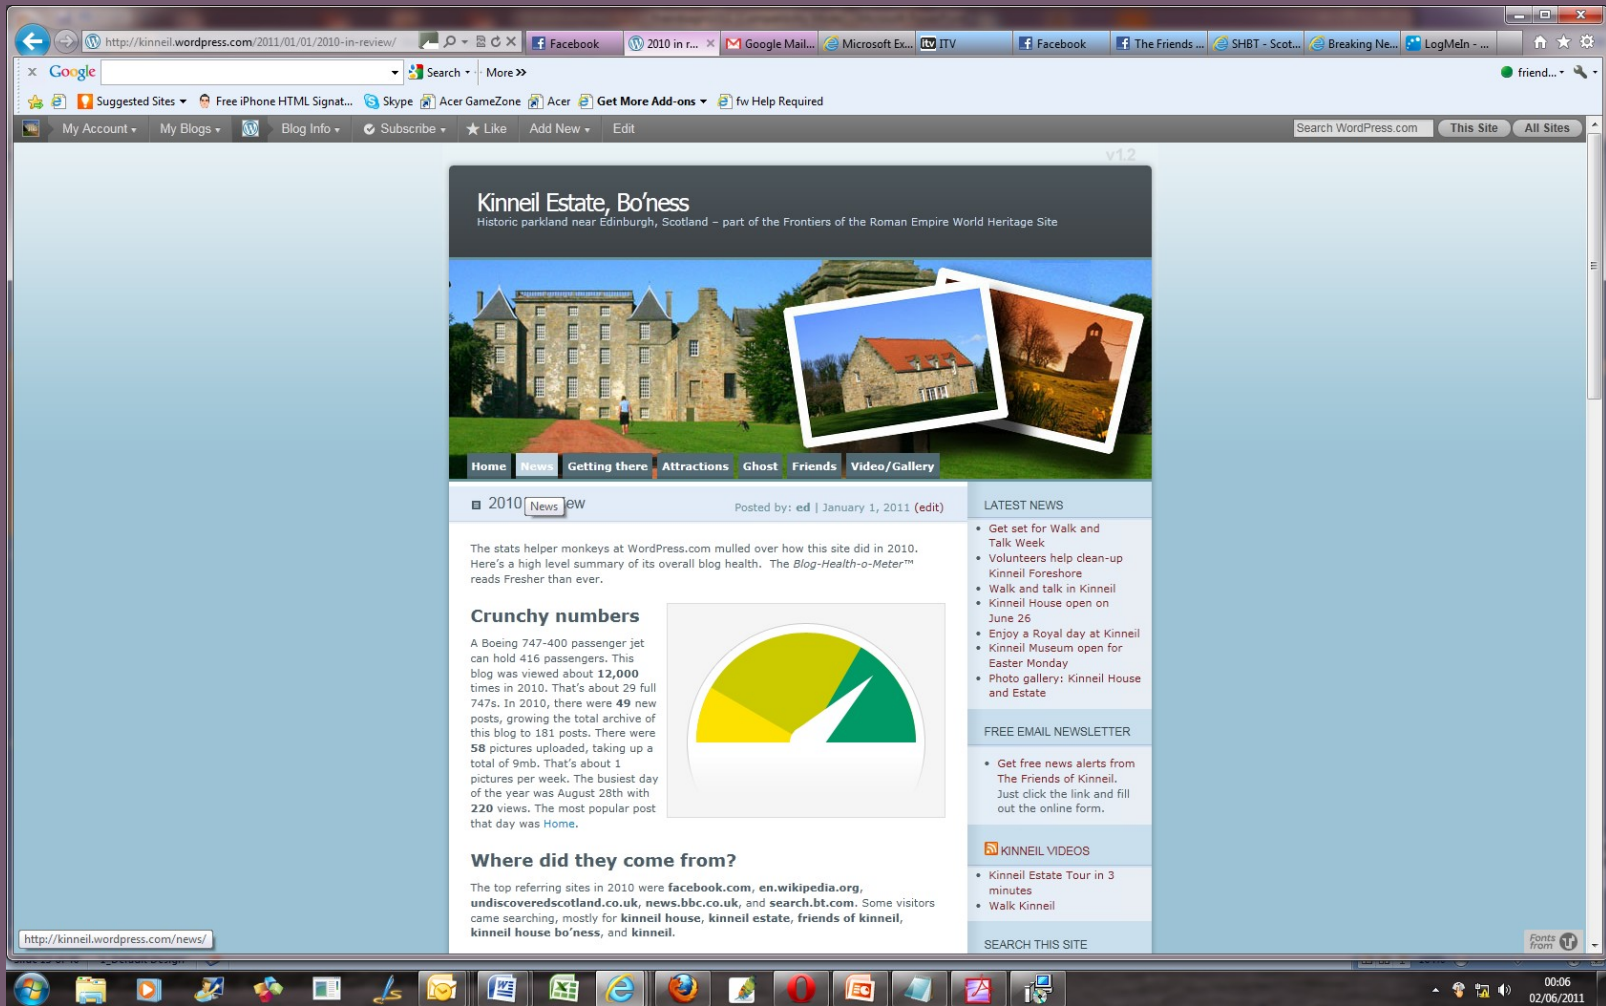 http://kinneil.wordpress.com/2011/01/01/2010-in-review/
Facebook
2010 in r...
Google Mail...
Microsoft Ex...
itv ITV
Facebook
The Friends ...
SHBT - Scot...
Breaking Ne...
LogMeIn - ...
x Google
Search
More »
friend...
Suggested Sites
Free iPhone HTML Signat...
Skype
Acer GameZone
Acer
Get More Add-ons
fw Help Required
My Account
My Blogs
Blog Info
Subscribe
Like
Add New
Edit
Search WordPress.com
This Site
All Sites
v1.2
Kinneil Estate, Bo'ness
Historic parkland near Edinburgh, Scotland – part of the Frontiers of the Roman Empire World Heritage Site
Home News Getting there Attractions Ghost Friends Video/Gallery
2010
ew
News
Posted by: ed | January 1, 2011 (edit)
The stats helper monkeys at WordPress.com mulled over how this site did in 2010.
Here's a high level summary of its overall blog health. The Blog-Health-o-Meter™
reads Fresher than ever.
Crunchy numbers
A Boeing 747-400 passenger jet
can hold 416 passengers. This
blog was viewed about 12,000
times in 2010. That's about 29 full
747s. In 2010, there were 49 new
posts, growing the total archive of
this blog to 181 posts. There were
58 pictures uploaded, taking up a
total of 9mb. That's about 1
pictures per week. The busiest day
of the year was August 28th with
220 views. The most popular post
that day was Home.
Where did they come from?
The top referring sites in 2010 were facebook.com, en.wikipedia.org,
undiscoveredscotland.co.uk, news.bbc.co.uk, and search.bt.com. Some visitors
came searching, mostly for kinneil house, kinneil estate, friends of kinneil,
kinneil house bo'ness, and kinneil.
LATEST NEWS
Get set for Walk and
Talk Week
Volunteers help clean-up
Kinneil Foreshore
Walk and talk in Kinneil
Kinneil House open on
June 26
Enjoy a Royal day at Kinneil
Kinneil Museum open for
Easter Monday
Photo gallery: Kinneil House
and Estate
FREE EMAIL NEWSLETTER
Get free news alerts from
The Friends of Kinneil.
Just click the link and fill
out the online form.
KINNEIL VIDEOS
Kinneil Estate Tour in 3
minutes
Walk Kinneil
SEARCH THIS SITE
http://kinneil.wordpress.com/news/
Fonts
from
00:06
02/06/2011